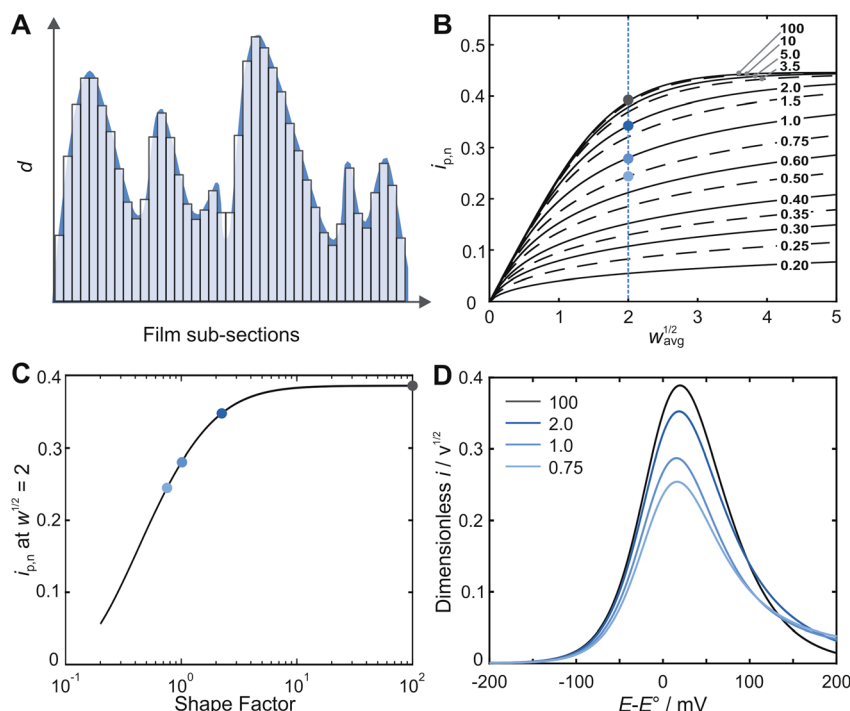 A
d
Film sub-sections
B
0.5
0.4
0.3
0.2
0.1
0
i p,n
0 1 2 3 4 5
w 1/2 avg
100
10
5.0
3.5
2.0
1.5
1.0
0.75
0.60
0.50
0.40
0.35
0.30
0.25
0.20
C
0.4
0.3
0.2
0.1
0
i p,n at w^1/2 = 2
10^-1 10^0 10^1 10^2
Shape Factor
D
0.4
0.3
0.2
0.1
0
Dimensionless i / v^1/2
100
2.0
1.0
0.75
-200 -100 0 100 200
E-E° / mV